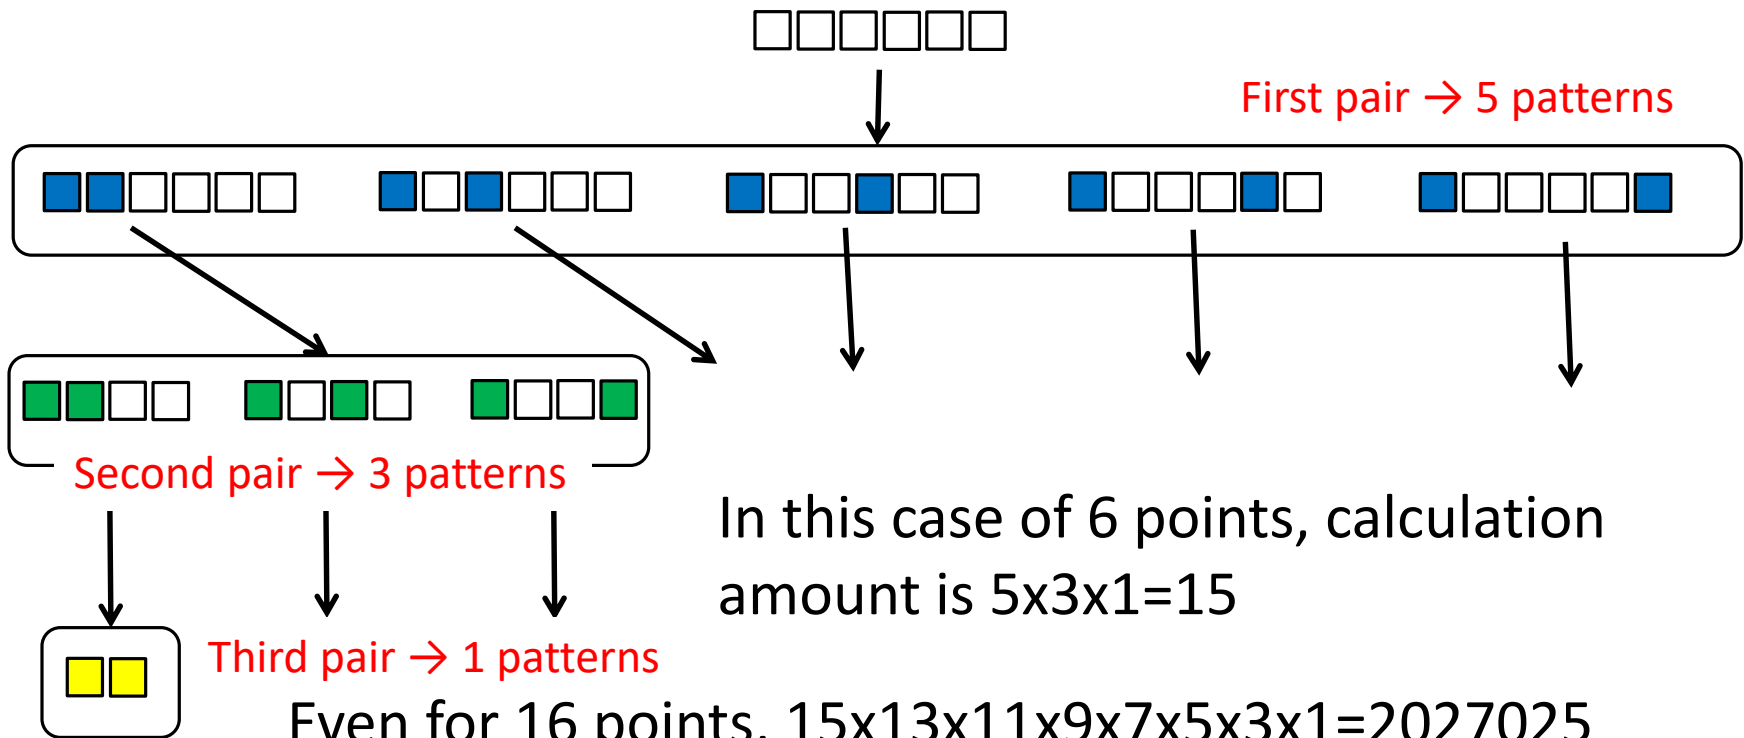 First pair → 5 patterns
Second pair → 3 patterns
In this case of 6 points, calculation
amount is 5x3x1=15
Third pair → 1 patterns
Even for 16 points, 15x13x11x9x7x5x3x1=2027025